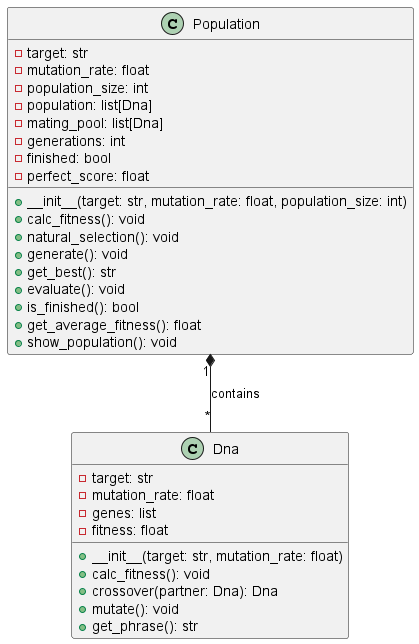 C Population
target: str
mutation_rate: float
population_size: int
population: list[Dna]
mating_pool: list[Dna]
generations: int
finished: bool
perfect_score: float
__init__(target: str, mutation_rate: float, population_size: int)
calc_fitness(): void
natural_selection(): void
generate(): void
get_best(): str
evaluate(): void
is_finished(): bool
get_average_fitness(): float
show_population(): void
1
contains
*
C Dna
target: str
mutation_rate: float
genes: list
fitness: float
__init__(target: str, mutation_rate: float)
calc_fitness(): void
crossover(partner: Dna): Dna
mutate(): void
get_phrase(): str